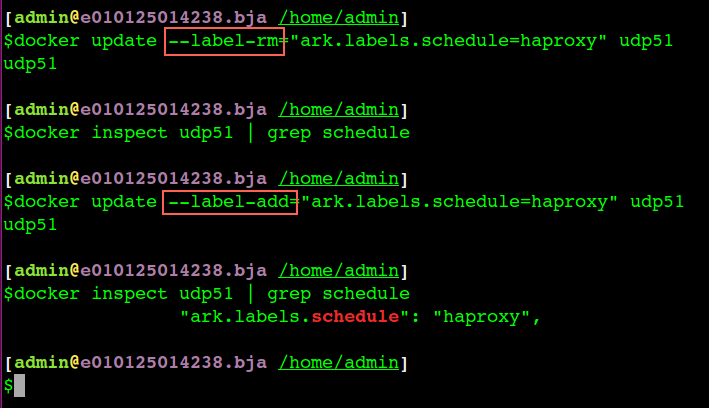 [admin@e010125014238.bja /home/admin]
$docker update --label-rm="ark.labels.schedule=haproxy" udp51
udp51
[admin@e010125014238.bja /home/admin]
$docker inspect udp51 | grep schedule
[admin@e010125014238.bja /home/admin]
$docker update --label-add="ark.labels.schedule=haproxy" udp51
udp51
[admin@e010125014238.bja /home/admin]
$docker inspect udp51 | grep schedule
"ark.labels.schedule": "haproxy",
[admin@e010125014238.bja /home/admin]
$